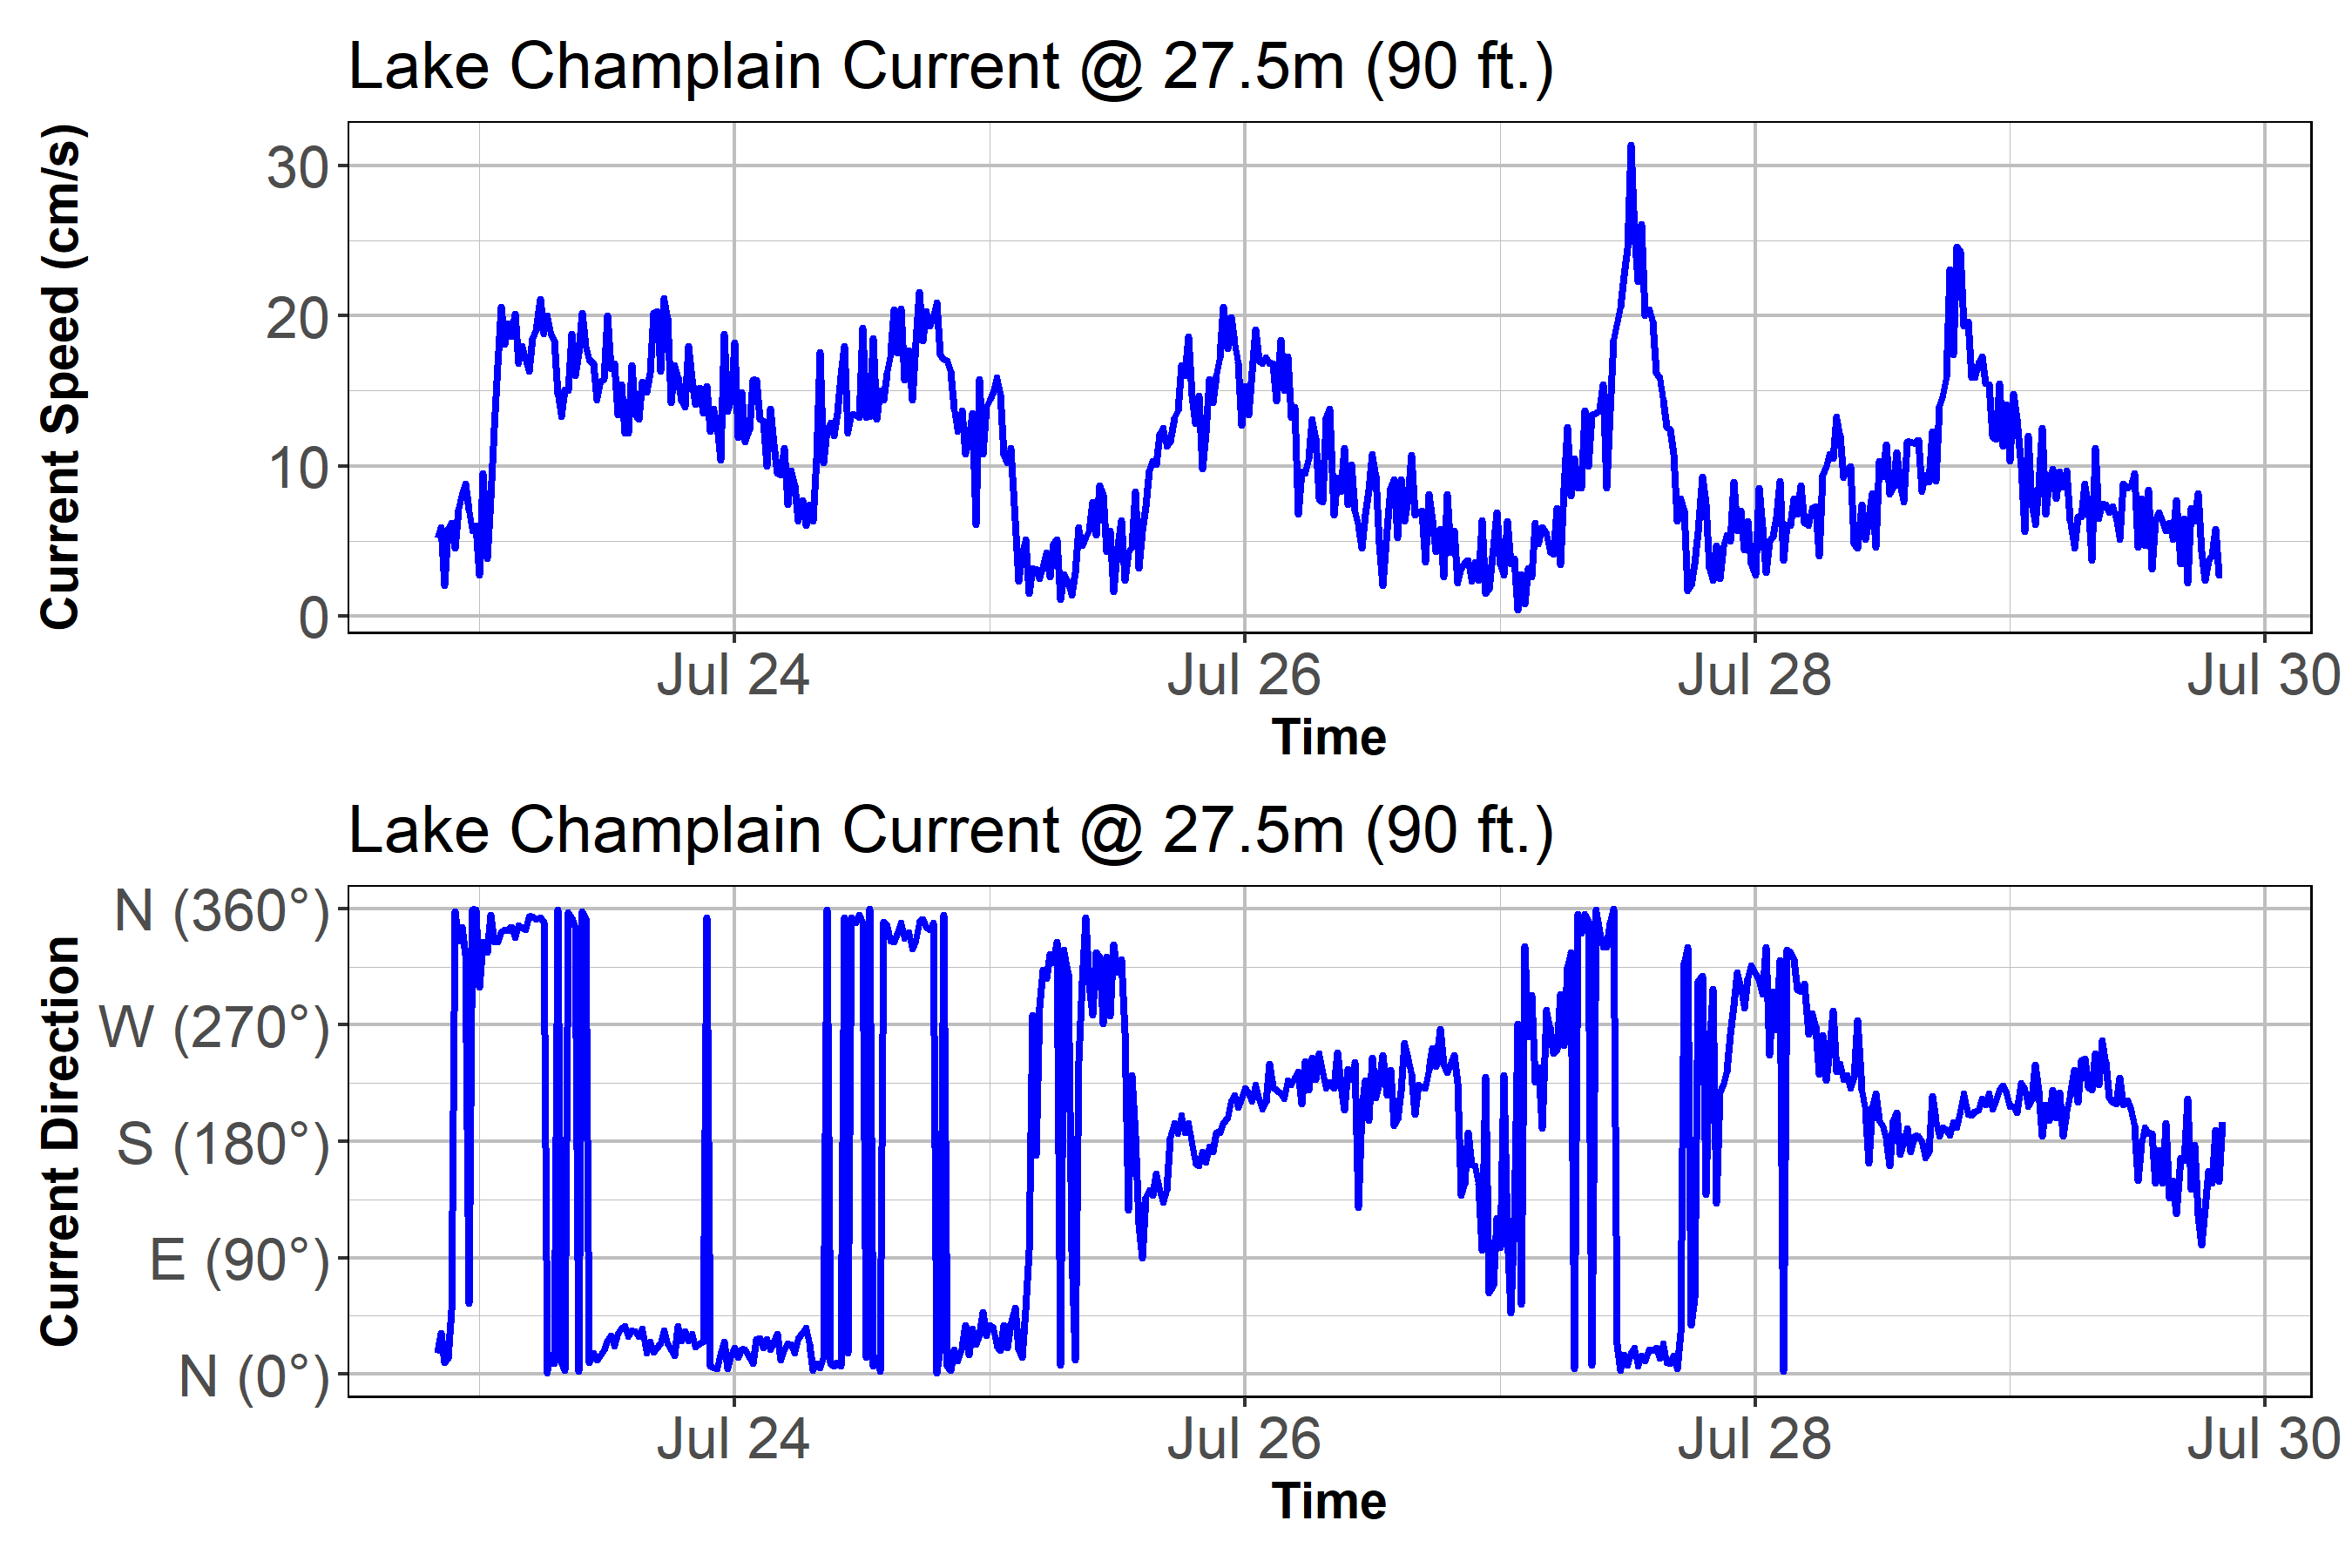 Lake Champlain Current @ 27.5m (90 ft.)
Current Speed (cm/s)
30
20
10
0
Jul 24
Jul 26
Jul 28
Jul 30
Time
Lake Champlain Current @ 27.5m (90 ft.)
Current Direction
N (360°)
W (270°)
S (180°)
E (90°)
N (0°)
Jul 24
Jul 26
Jul 28
Jul 30
Time